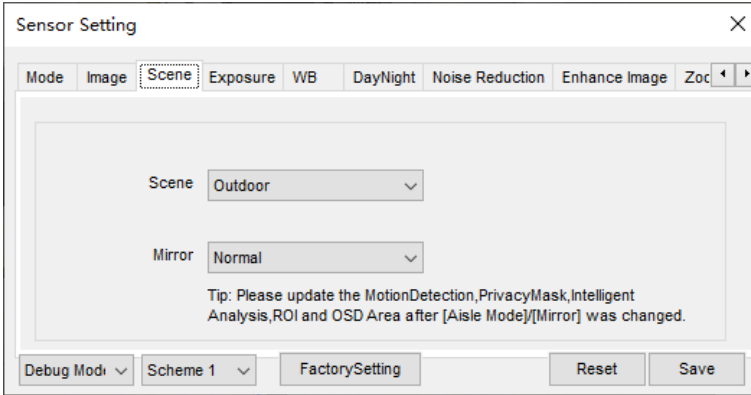 Sensor Setting
Mode Image Scene Exposure WB DayNight Noise Reduction Enhance Image
Scene Outdoor
Mirror Normal
Tip: Please update the MotionDetection,PrivacyMask,Intelligent
Analysis,ROI and OSD Area after [Aisle Mode]/[Mirror] was changed.
Debug Scheme 1 FactorySetting Reset Save